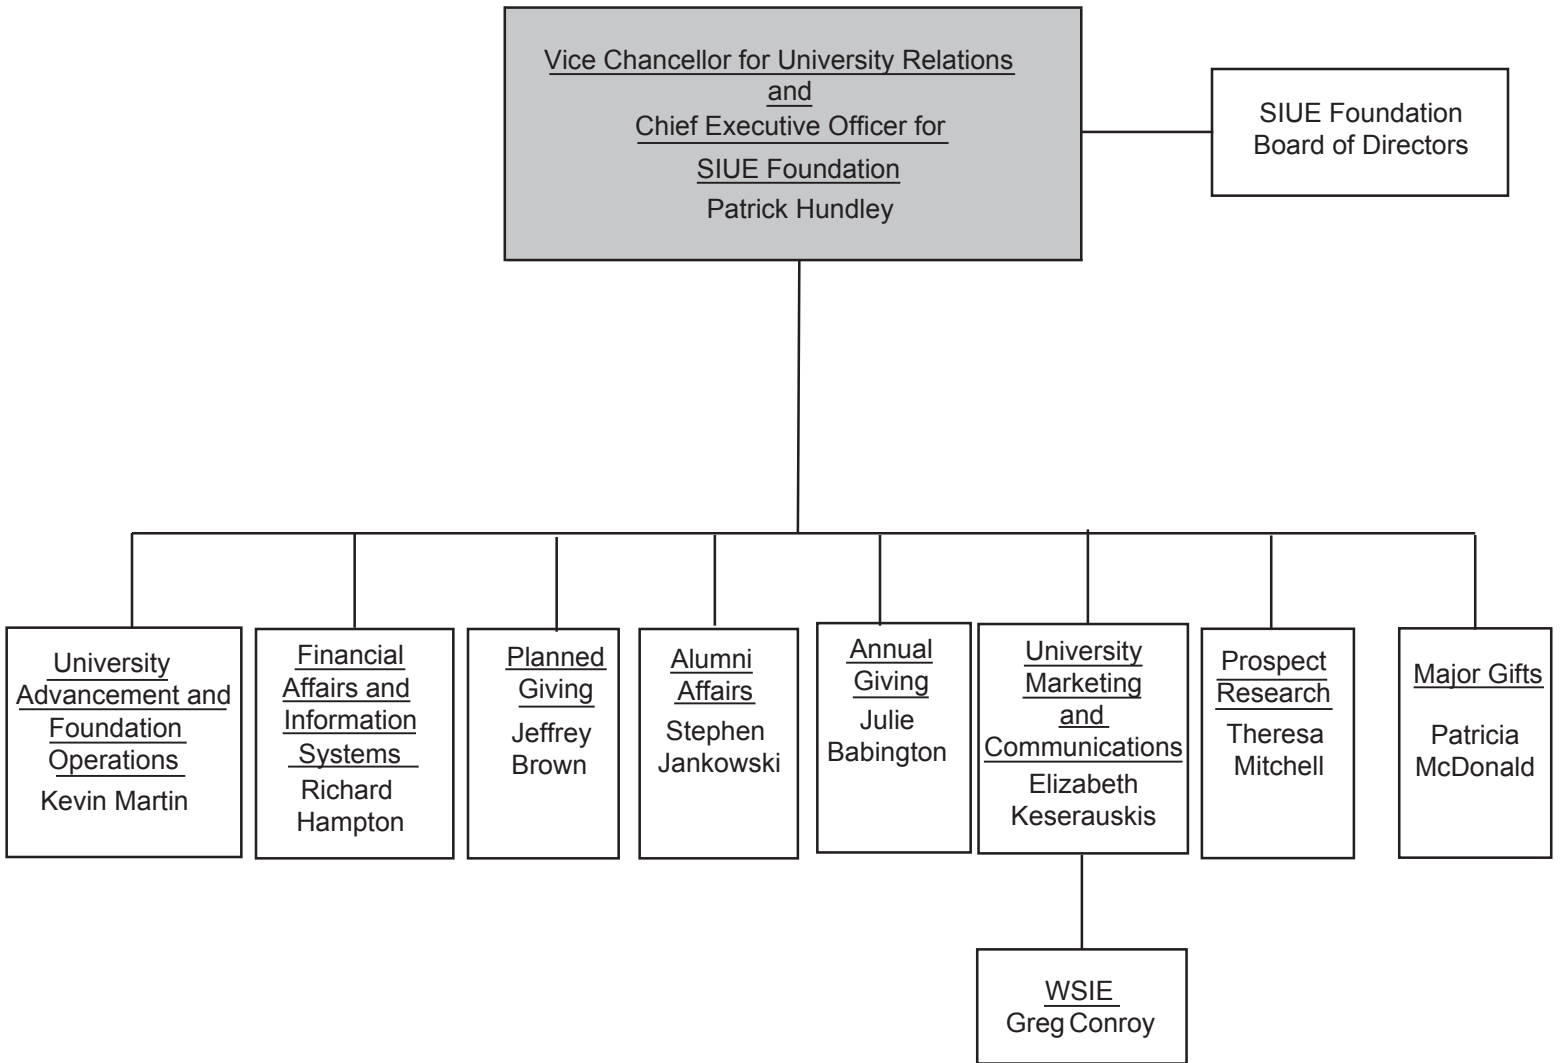 Vice Chancellor for University Relations
and
Chief Executive Officer for
SIUE Foundation
Patrick Hundley
SIUE Foundation
Board of Directors
University
Advancement and
Foundation
Operations
Kevin Martin
Financial
Affairs and
Information
Systems
Richard
Hampton
Planned
Giving
Jeffrey
Brown
Alumni
Affairs
Stephen
Jankowski
Annual
Giving
Julie
Babington
University
Marketing
and
Communications
Elizabeth
Keserauskis
Prospect
Research
Theresa
Mitchell
Major Gifts
Patricia
McDonald
WSIE
Greg Conroy